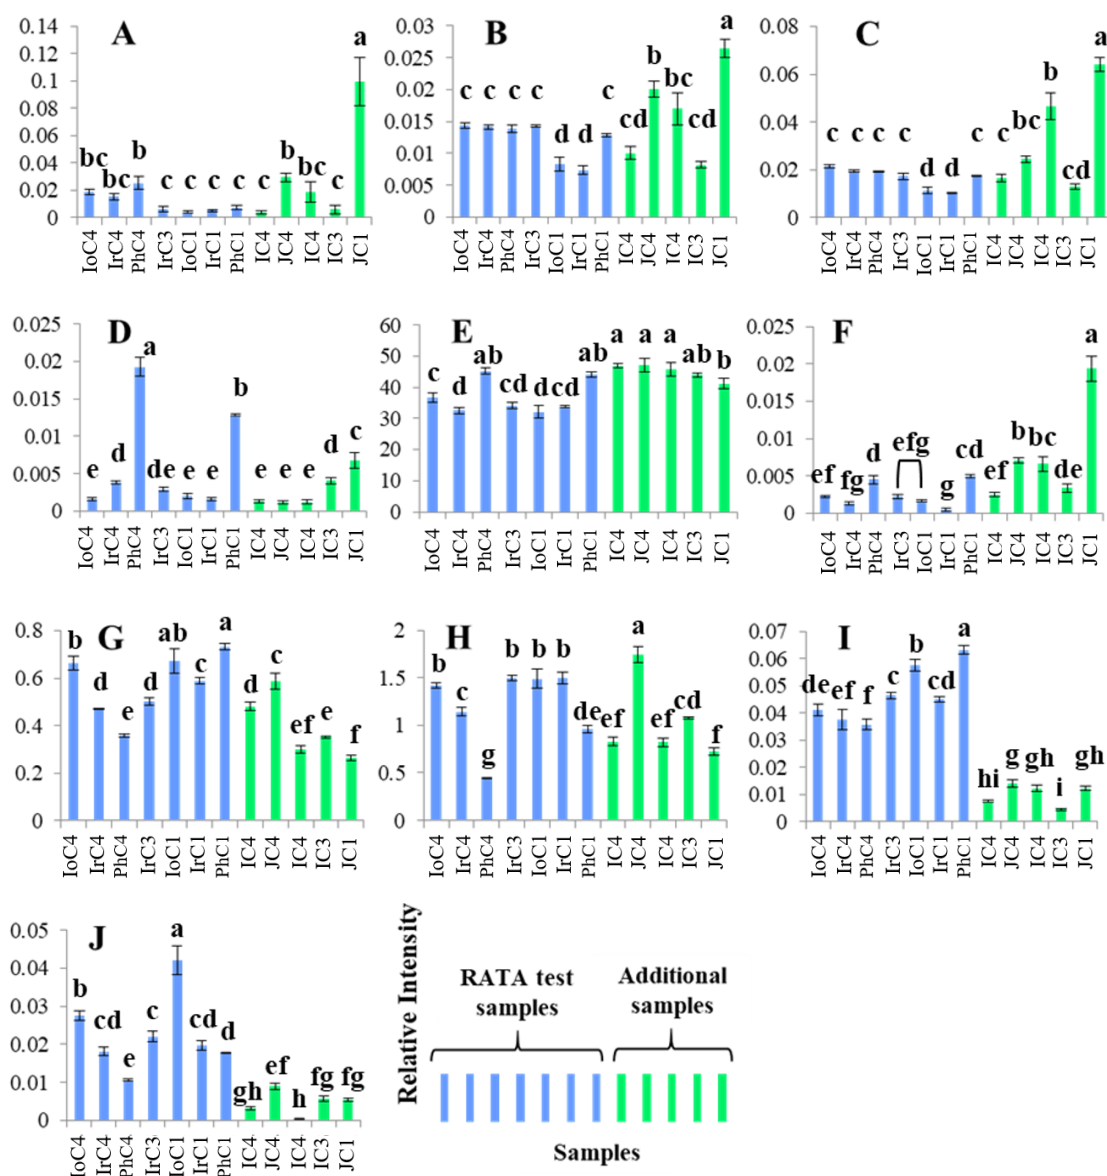 A
0.14
0.12
0.1
0.08
0.06
0.04
0.02
0
bc bc b c c c c c b bc c a
IoC4 IrC4 PhC4 IrC3 IoC1 IrC1 PhC1 IC4 JC4 IC4 IC3 JC1
B
0.03
0.025
0.02
0.015
0.01
0.005
0
c c c c d d c cd b bc cd a
IoC4 IrC4 PhC4 IrC3 IoC1 IrC1 PhC1 IC4 JC4 IC4 IC3 JC1
C
0.08
0.06
0.04
0.02
0
c c c c d d c c bc b cd a
IoC4 IrC4 PhC4 IrC3 IoC1 IrC1 PhC1 IC4 JC4 IC4 IC3 JC1
D
0.025
0.02
0.015
0.01
0.005
0
e d a de e e b e e e d c
IoC4 IrC4 PhC4 IrC3 IoC1 IrC1 PhC1 IC4 JC4 IC4 IC3 JC1
E
60
50
40
30
20
10
0
c d ab cd d cd ab a a a ab b
IoC4 IrC4 PhC4 IrC3 IoC1 IrC1 PhC1 IC4 JC4 IC4 IC3 JC1
F
0.025
0.02
0.015
0.01
0.005
0
ef fg d efg g cd ef b bc de a
IoC4 IrC4 PhC4 IrC3 IoC1 IrC1 PhC1 IC4 JC4 IC4 IC3 JC1
G
0.8
0.6
0.4
0.2
0
b d e d ab c a d c ef e f
IoC4 IrC4 PhC4 IrC3 IoC1 IrC1 PhC1 IC4 JC4 IC4 IC3 JC1
H
2
1.5
1
0.5
0
b c g b b b de ef a ef cd f
IoC4 IrC4 PhC4 IrC3 IoC1 IrC1 PhC1 IC4 JC4 IC4 IC3 JC1
I
0.07
0.06
0.05
0.04
0.03
0.02
0.01
0
de ef f c b cd a hi g gh i gh
IoC4 IrC4 PhC4 IrC3 IoC1 IrC1 PhC1 IC4 JC4 IC4 IC3 JC1
J
0.05
0.04
0.03
0.02
0.01
0
b cd e c a cd d gh ef h fg fg
IoC4 IrC4 PhC4 IrC3 IoC1 IrC1 PhC1 IC4 JC4 IC4 IC3 JC1
Relative Intensity
RATA test
samples
Additional
samples
Samples